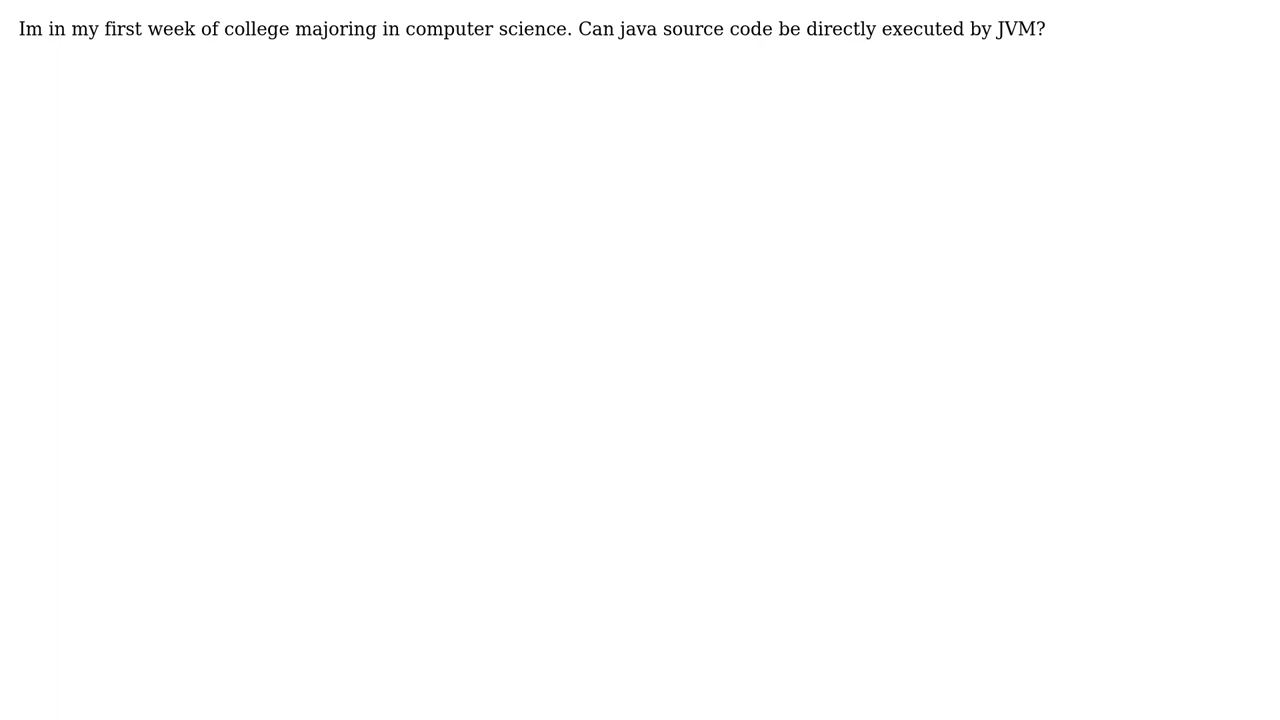 Im in my first week of college majoring in computer science. Can java source code be directly executed by JVM?